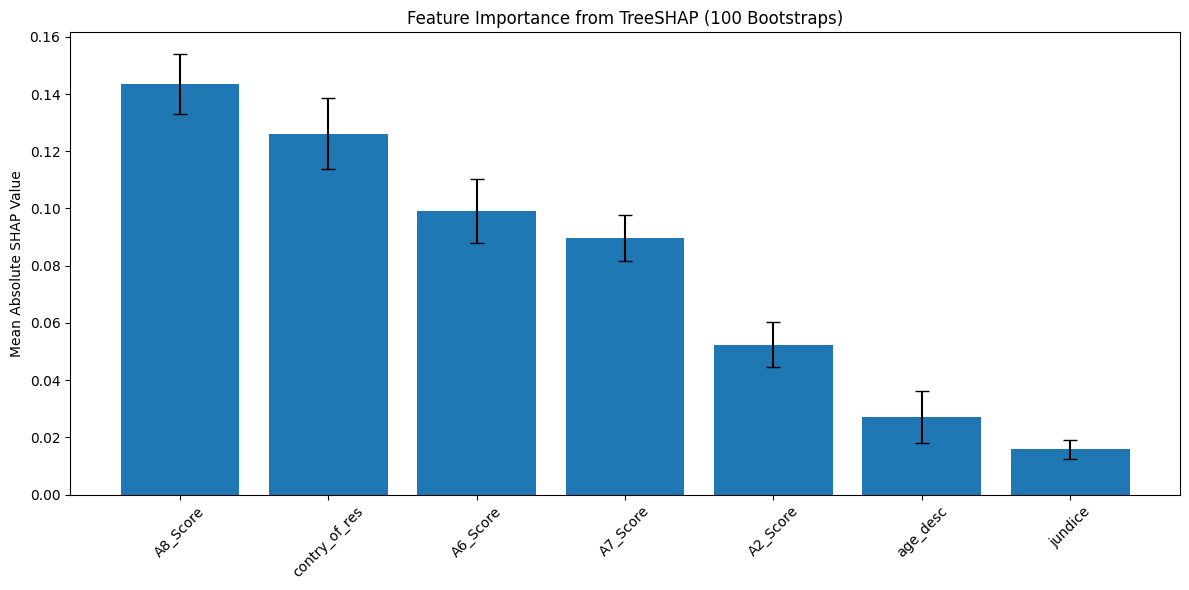 Feature Importance from TreeSHAP (100 Bootstraps)
Mean Absolute SHAP Value
0.16
0.14
0.12
0.10
0.08
0.06
0.04
0.02
0.00
A8_Score
contry_of_res
A6_Score
A7_Score
A2_Score
age_desc
jundice